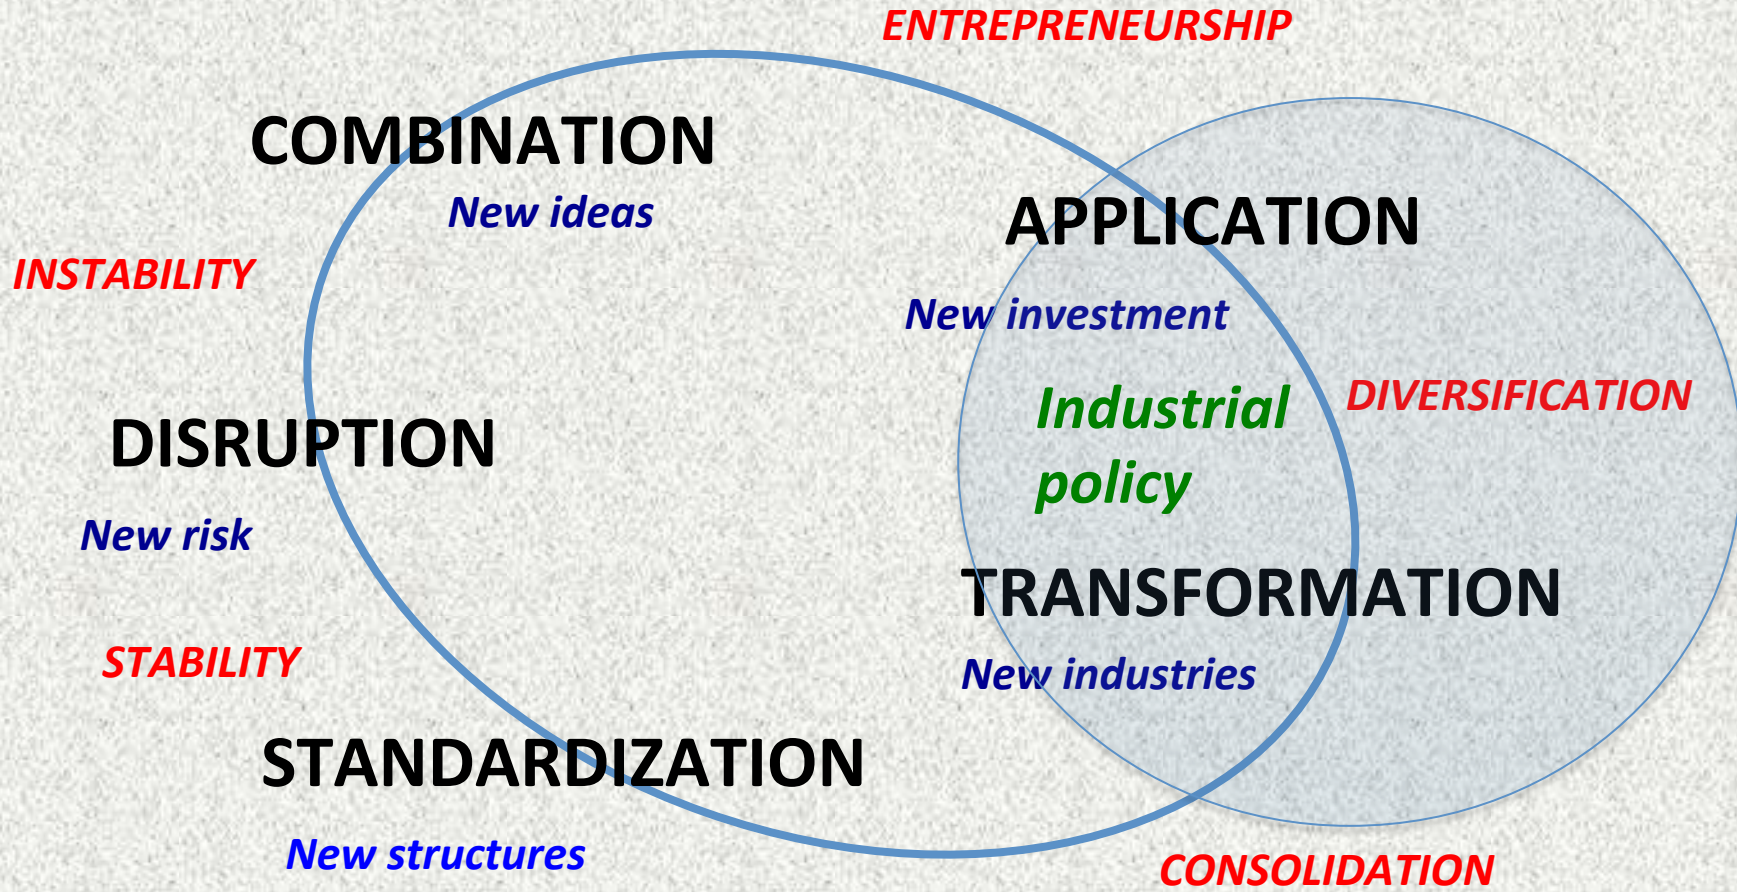 ENTREPRENEURSHIP
COMBINATION
New ideas
APPLICATION
INSTABILITY
New investment
Industrial
policy
DIVERSIFICATION
DISRUPTION
New risk
TRANSFORMATION
New industries
STABILITY
STANDARDIZATION
New structures
CONSOLIDATION